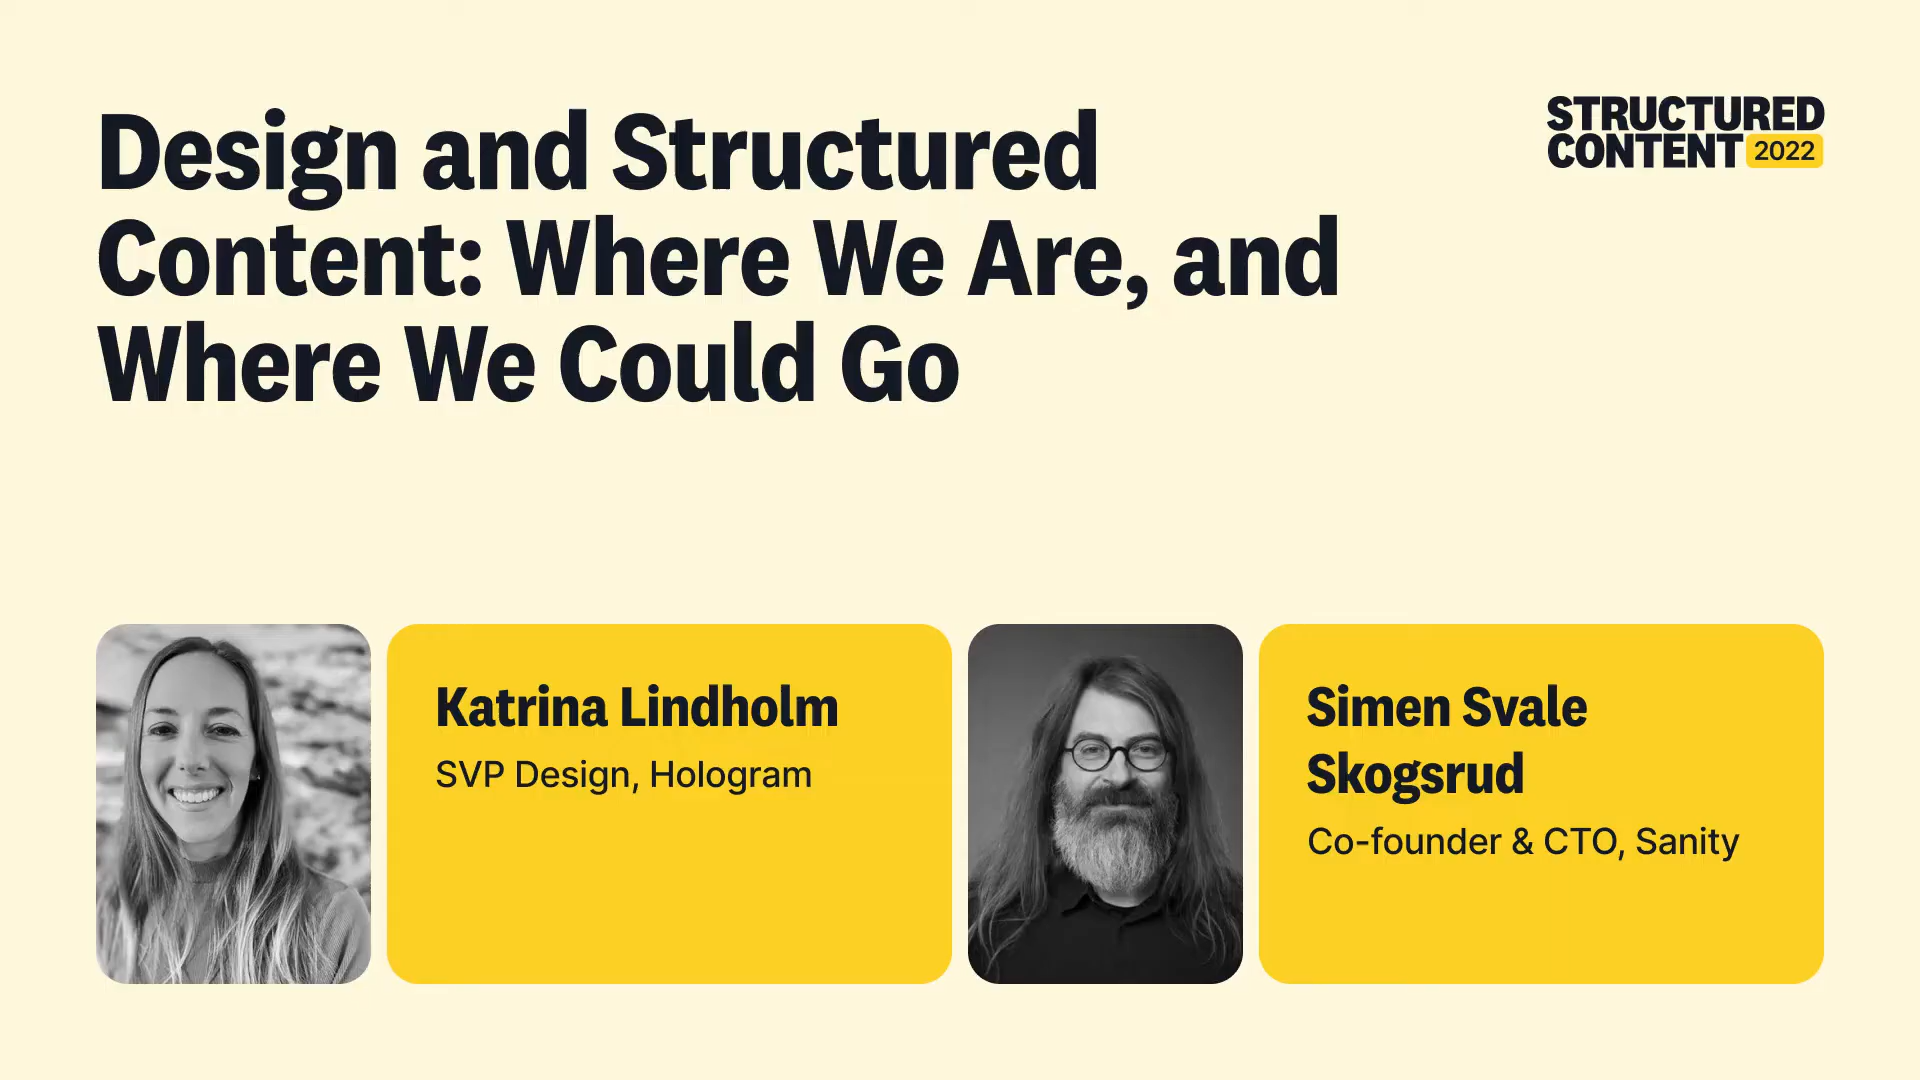 Design and Structured
Content: Where We Are, and
Where We Could Go
STRUCTURED
CONTENT 2022
Katrina Lindholm
SVP Design, Hologram
Simen Svale
Skogsrud
Co-founder & CTO, Sanity